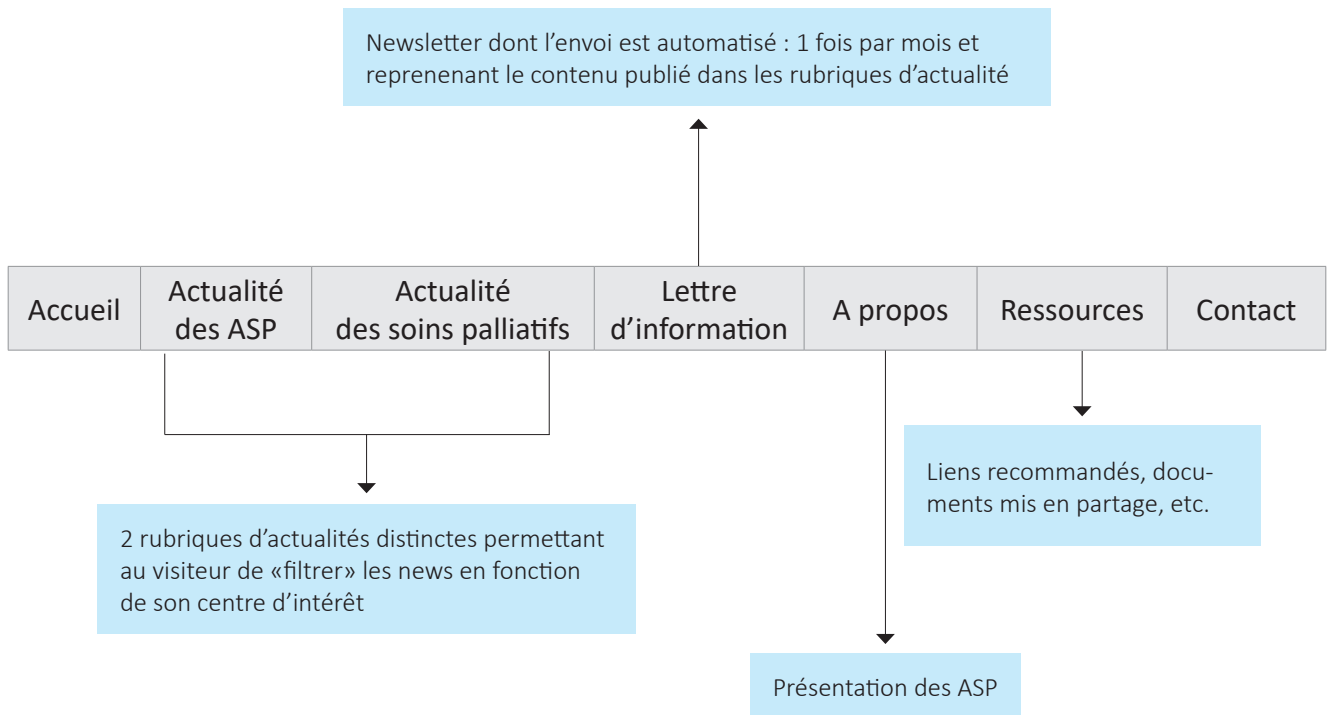 Newsletter dont l’envoi est automatisé : 1 fois par mois et
reprenenant le contenu publié dans les rubriques d’actualité
Accueil
Actualité
des ASP
Actualité
des soins palliatifs
Lettre
d’information
A propos
Ressources
Contact
Liens recommandés, docu-
ments mis en partage, etc.
2 rubriques d’actualités distinctes permettant
au visiteur de «filtrer» les news en fonction
de son centre d’intérêt
Présentation des ASP